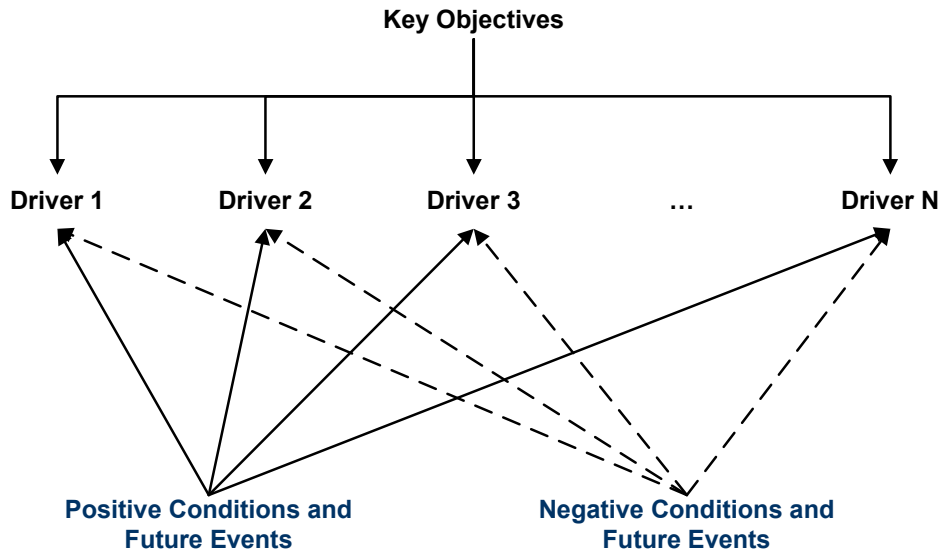 Key Objectives
Driver 1
Driver 2
Driver 3
...
Driver N
Positive Conditions and
Future Events
Negative Conditions and
Future Events